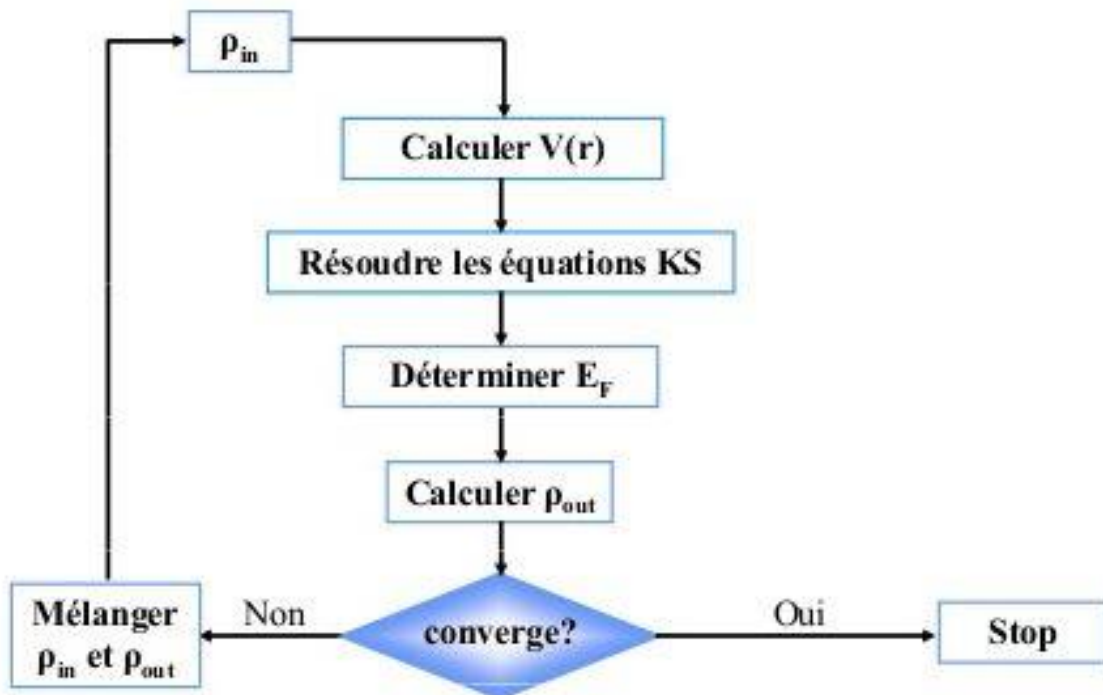 ρin
Calculer V(r)
Résoudre les équations KS
Déterminer EF
Calculer ρout
converge?
Non
Oui
Mélanger
ρin et ρout
Stop